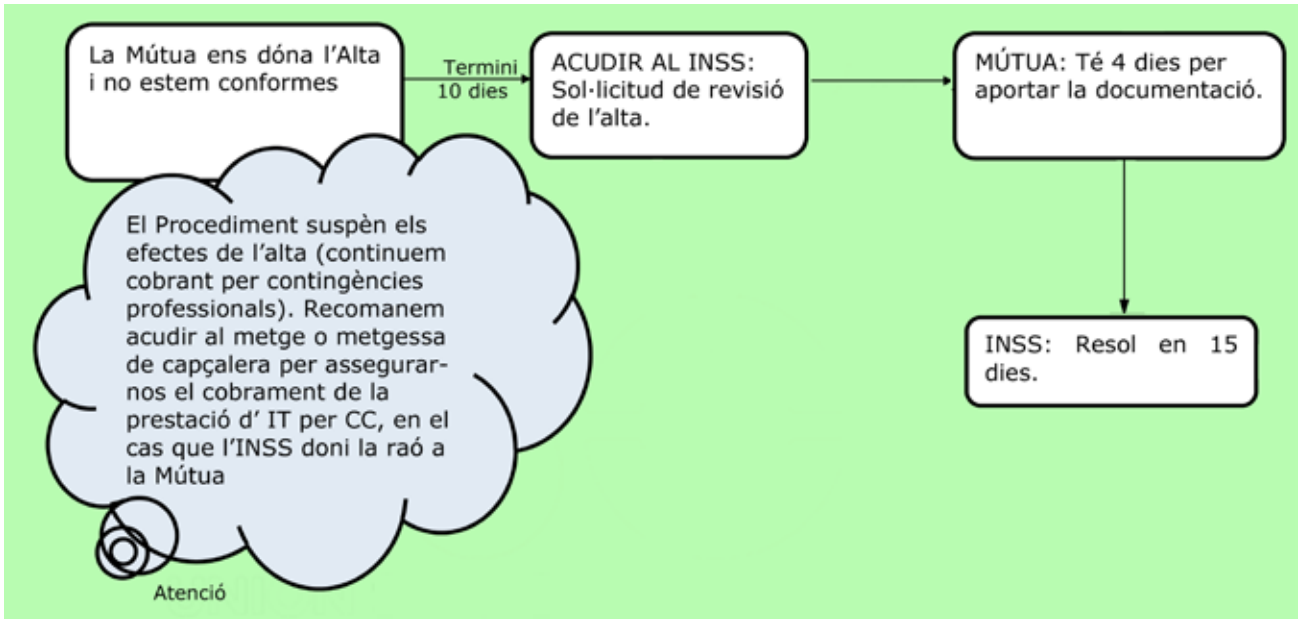 La Mútua ens dóna l'Alta
i no estem conformes
Termini
10 dies
ACUDIR AL INSS:
Sol·licitud de revisió
de l'alta.
MÚTUA: Té 4 dies per
aportar la documentació.
INSS: Resol en 15
dies.
El Procediment suspèn els
efectes de l'alta (continuem
cobrant per contingències
professionals). Recomanem
acudir al metge o metgessa
de capçalera per assegurar-
nos el cobrament de la
prestació d' IT per CC, en el
cas que l'INSS doni la raó a
la Mútua
Atenció